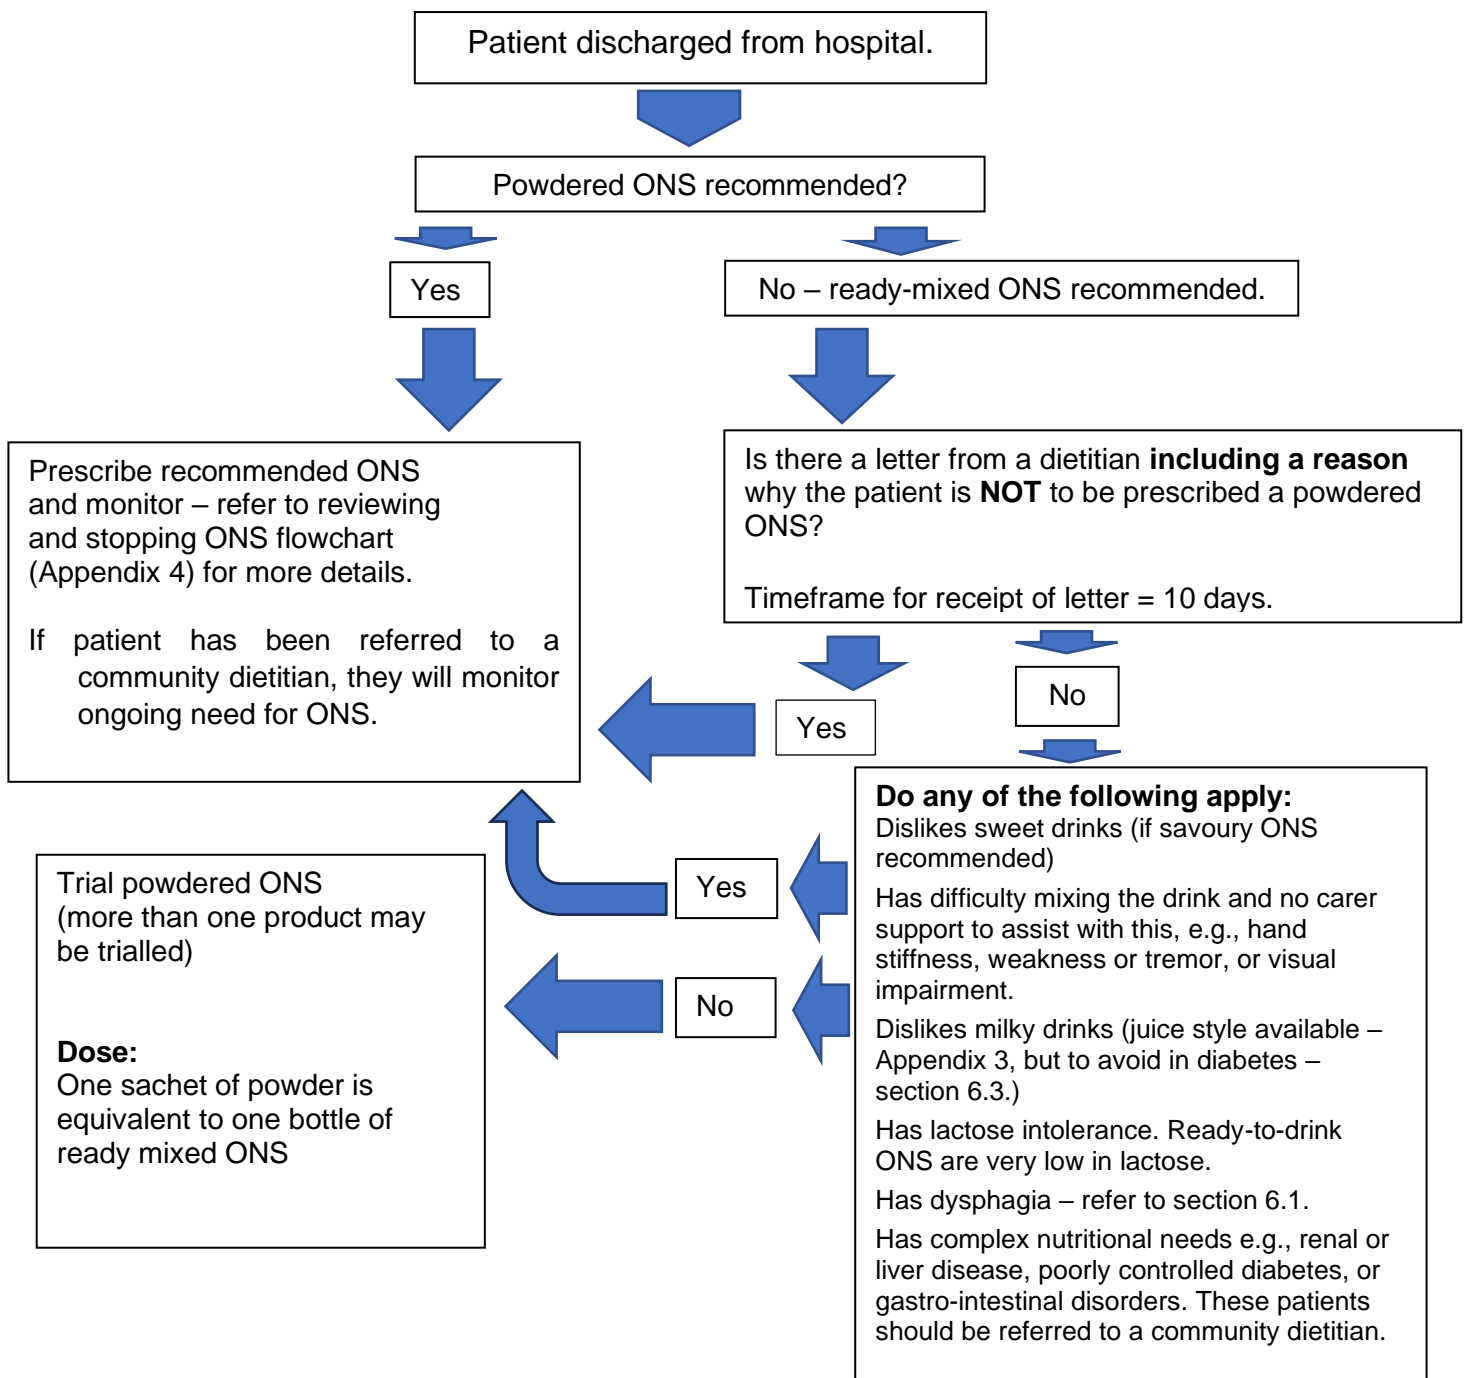 Patient discharged from hospital.
Powdered ONS recommended?
Yes
No – ready-mixed ONS recommended.
Prescribe recommended ONS
and monitor – refer to reviewing
and stopping ONS flowchart
(Appendix 4) for more details.
If patient has been referred to a
community dietitian, they will monitor
ongoing need for ONS.
Is there a letter from a dietitian including a reason
why the patient is NOT to be prescribed a powdered
ONS?
Timeframe for receipt of letter = 10 days.
Yes
No
Do any of the following apply:
Dislikes sweet drinks (if savoury ONS
recommended)
Has difficulty mixing the drink and no carer
support to assist with this, e.g., hand
stiffness, weakness or tremor, or visual
impairment.
Dislikes milky drinks (juice style available –
Appendix 3, but to avoid in diabetes –
section 6.3.)
Has lactose intolerance. Ready-to-drink
ONS are very low in lactose.
Has dysphagia – refer to section 6.1.
Has complex nutritional needs e.g., renal or
liver disease, poorly controlled diabetes, or
gastro-intestinal disorders. These patients
should be referred to a community dietitian.
Yes
No
Trial powdered ONS
(more than one product may
be trialled)
Dose:
One sachet of powder is
equivalent to one bottle of
ready mixed ONS